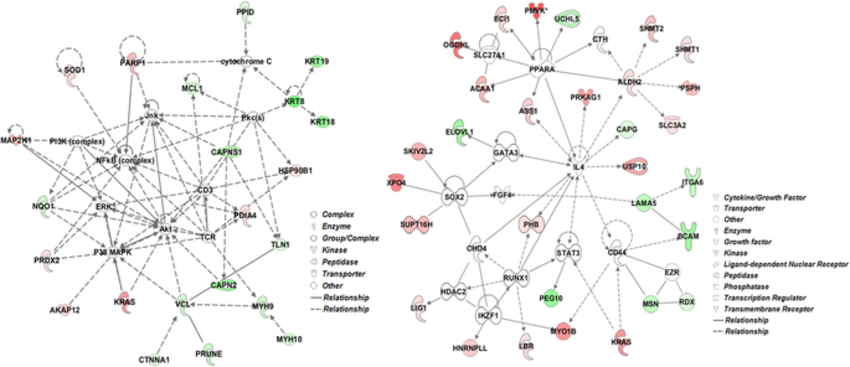 PPID
SOD1
PARP1
cytochrome C
KRT19
MCL1
KRT8
KRT18
Jnk
Pkc(s)
MAP2K1
PI3K (complex)
NFkB (complex)
CAPNS1
HSP90B1
CD3
NQO1
ERK
PDIA4
Akt
TCR
TLN1
PRDX2
P38 MAPK
CAPN2
AKAP12
KRAS
VCL
MYH9
MYH10
CTNNA1
PRUNE
Complex
Enzyme
Group/Complex
Kinase
Peptidase
Transporter
Other
Relationship
Relationship
ECI1
PMVK*
UCHL5
OGDHL
SLC27A1
CTH
SHMT2
SHMT1
PPARA
ACAA1
ALDH2
PSPH
PRKAG1
ASS1
SLC3A2
ELOVL1
CAPG
SKIV2L2
GATA3
IL4
USP10
XPO4
SOX2
FGF4
ITGA6
LAMA5
SUPT16H
PHB
BCAM
CHD4
STAT3
CD44
RUNX1
EZR
HDAC2
PEG10
MSN
RDX
LIG1
IKZF1
MYO1B
HNRNPLL
LBR
KRAS
Cytokine/Growth Factor
Transporter
Other
Enzyme
Growth factor
Kinase
Ligand-dependent Nuclear Receptor
Peptidase
Phosphatase
Transcription Regulator
Transmembrane Receptor
Relationship
Relationship